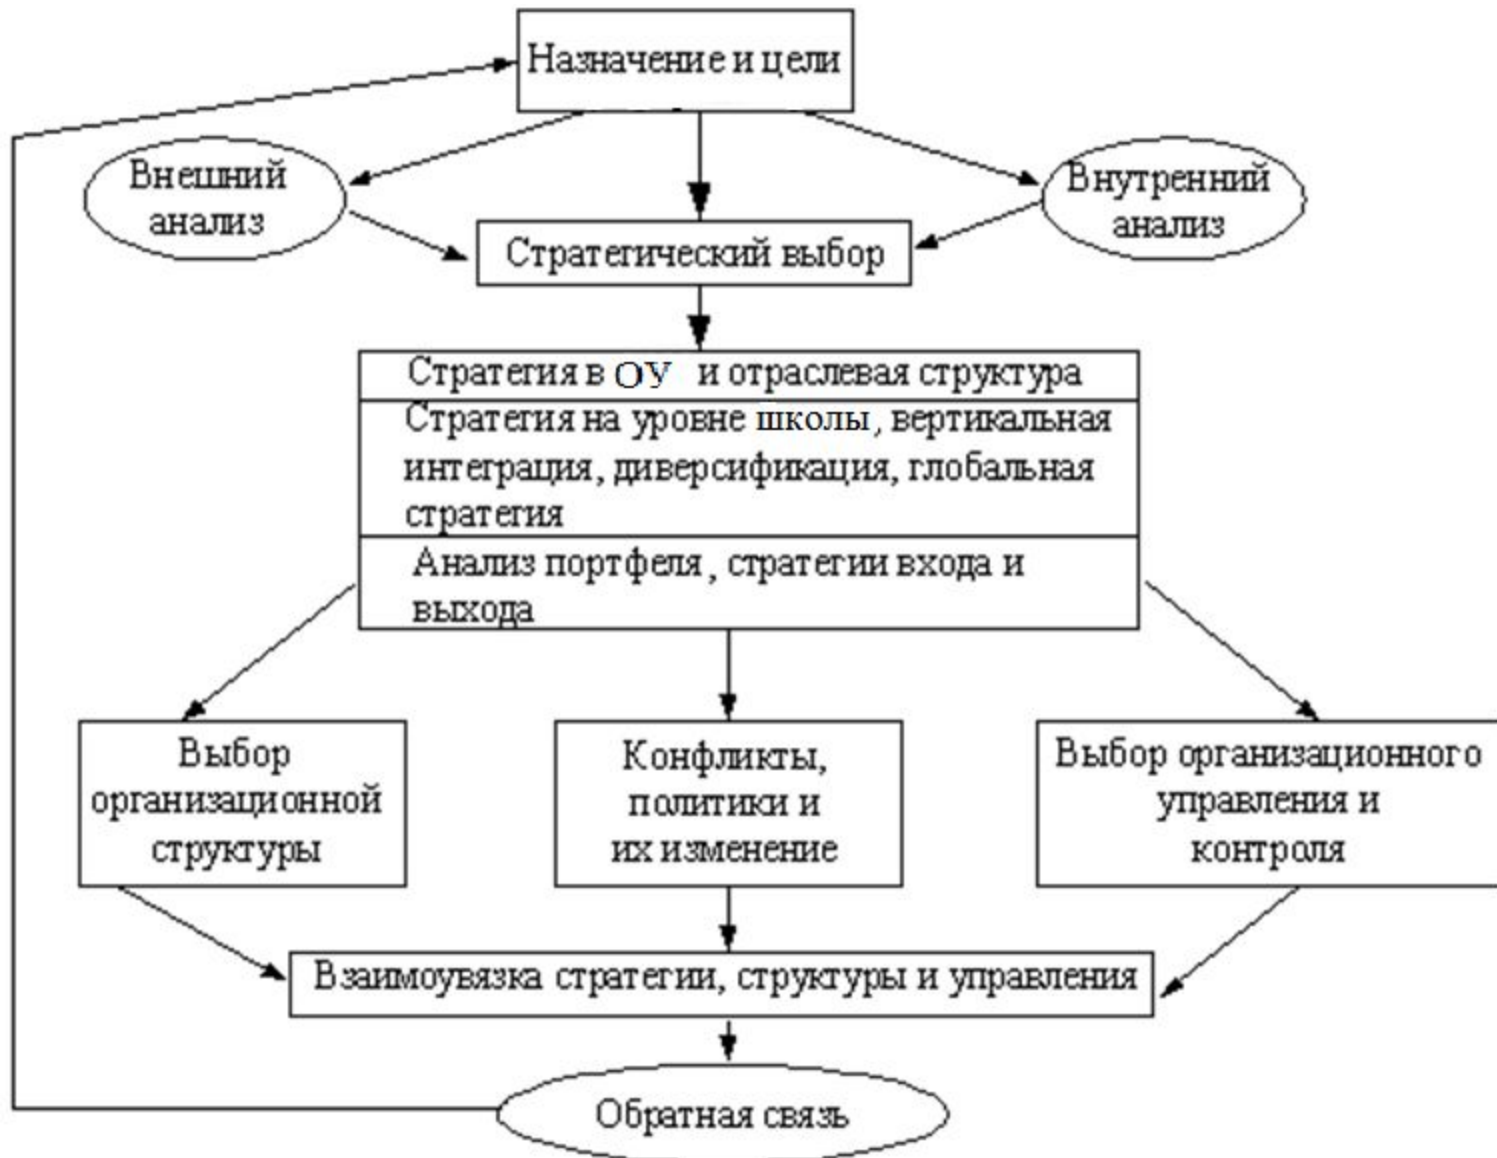 Назначение и цели
Внешний
анализ
Внутренний
анализ
Стратегический выбор
Стратегия в ОУ и отраслевая структура
Стратегия на уровне школы, вертикальная
интеграция, диверсификация, глобальная
стратегия
Анализ портфеля, стратегии входа и
выхода
Выбор
организационной
структуры
Конфликты,
политики и
их изменение
Выбор организационного
управления и
контроля
Взаимоувязка стратегии, структуры и управления
Обратная связь